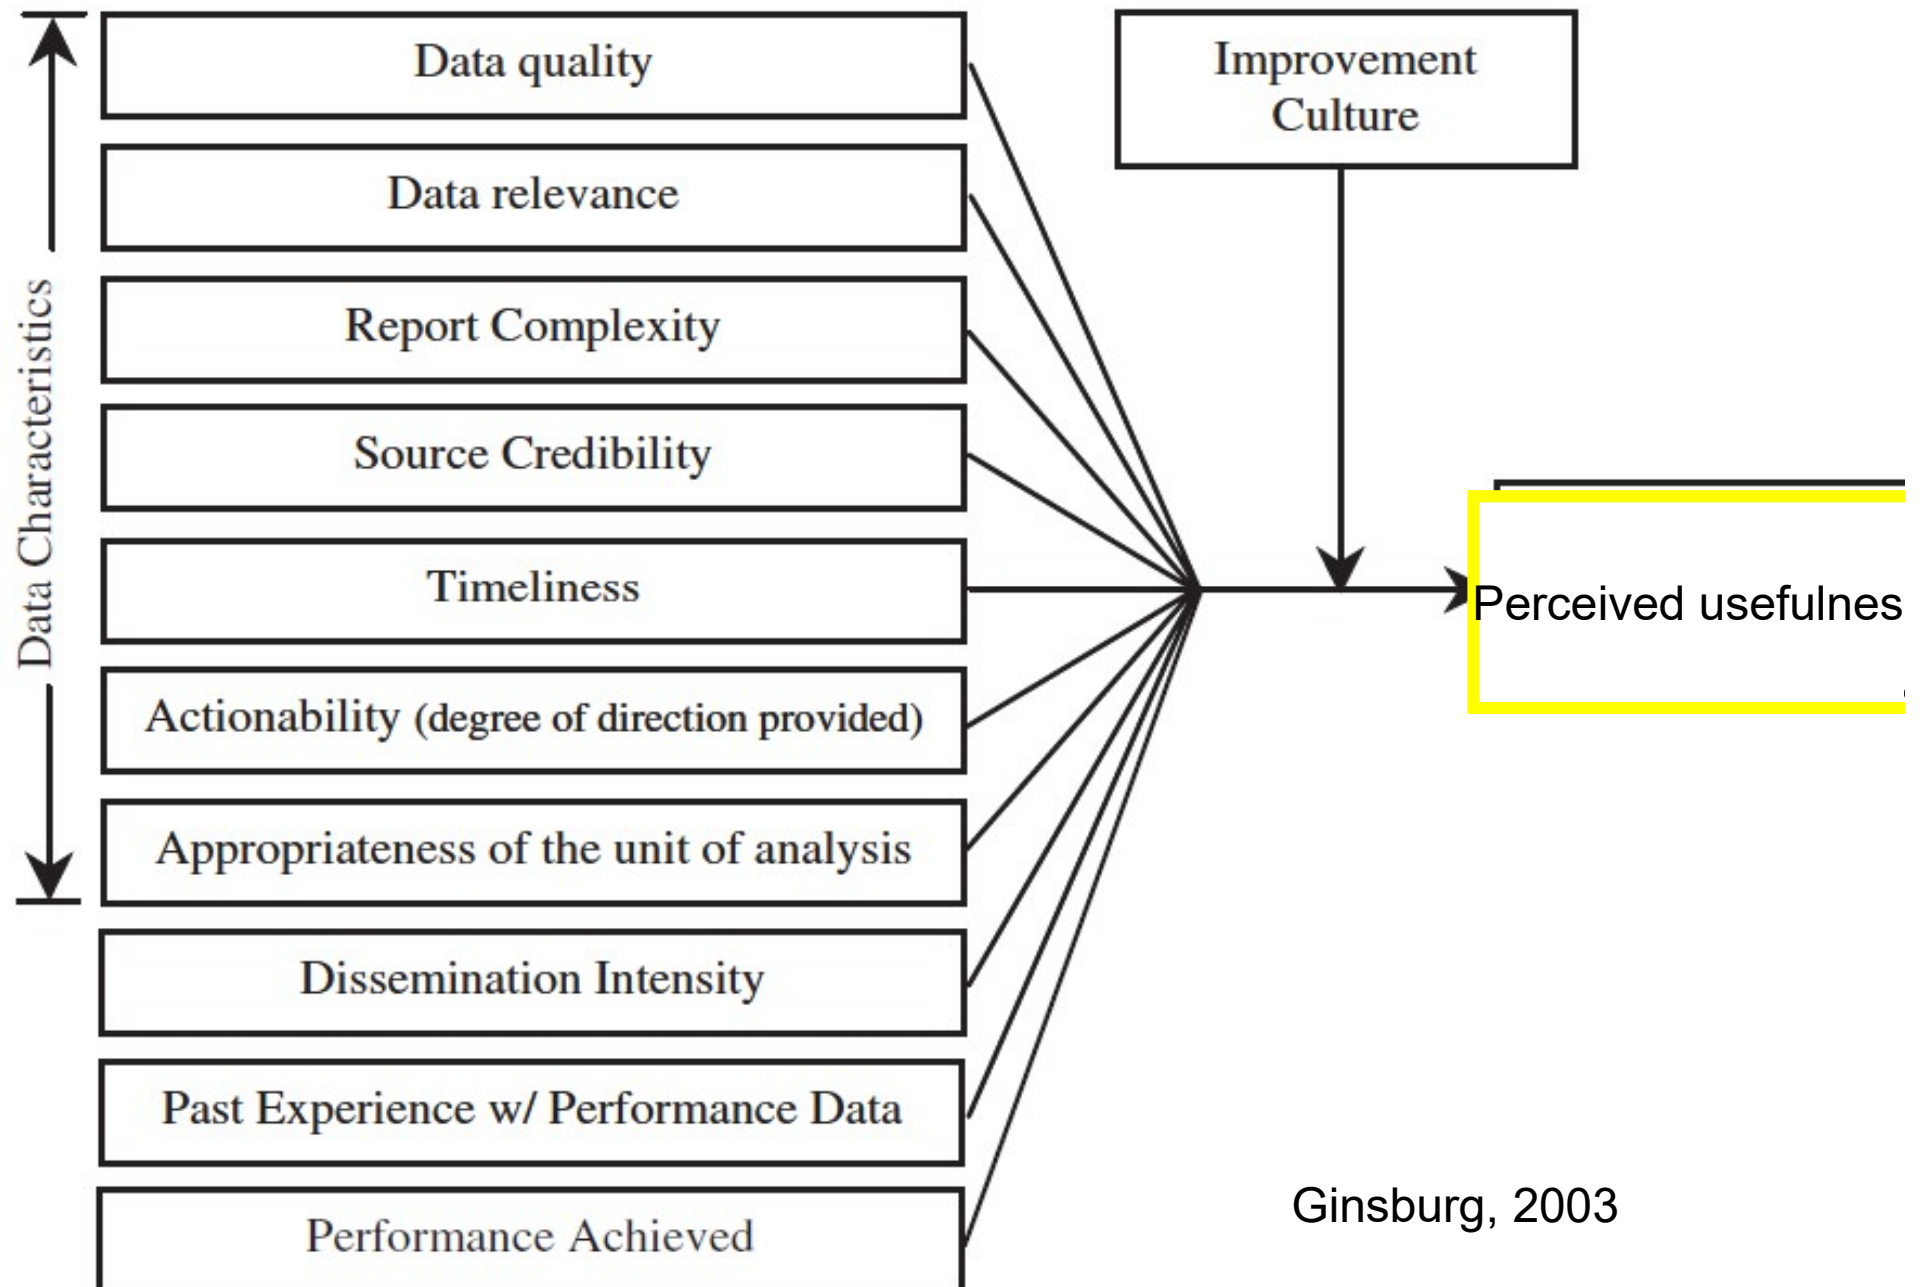 Data Characteristics
Data quality
Data relevance
Report Complexity
Source Credibility
Timeliness
Actionability (degree of direction provided)
Appropriateness of the unit of analysis
Dissemination Intensity
Past Experience w/ Performance Data
Performance Achieved
Improvement
Culture
Perceived usefulnes
Ginsburg, 2003